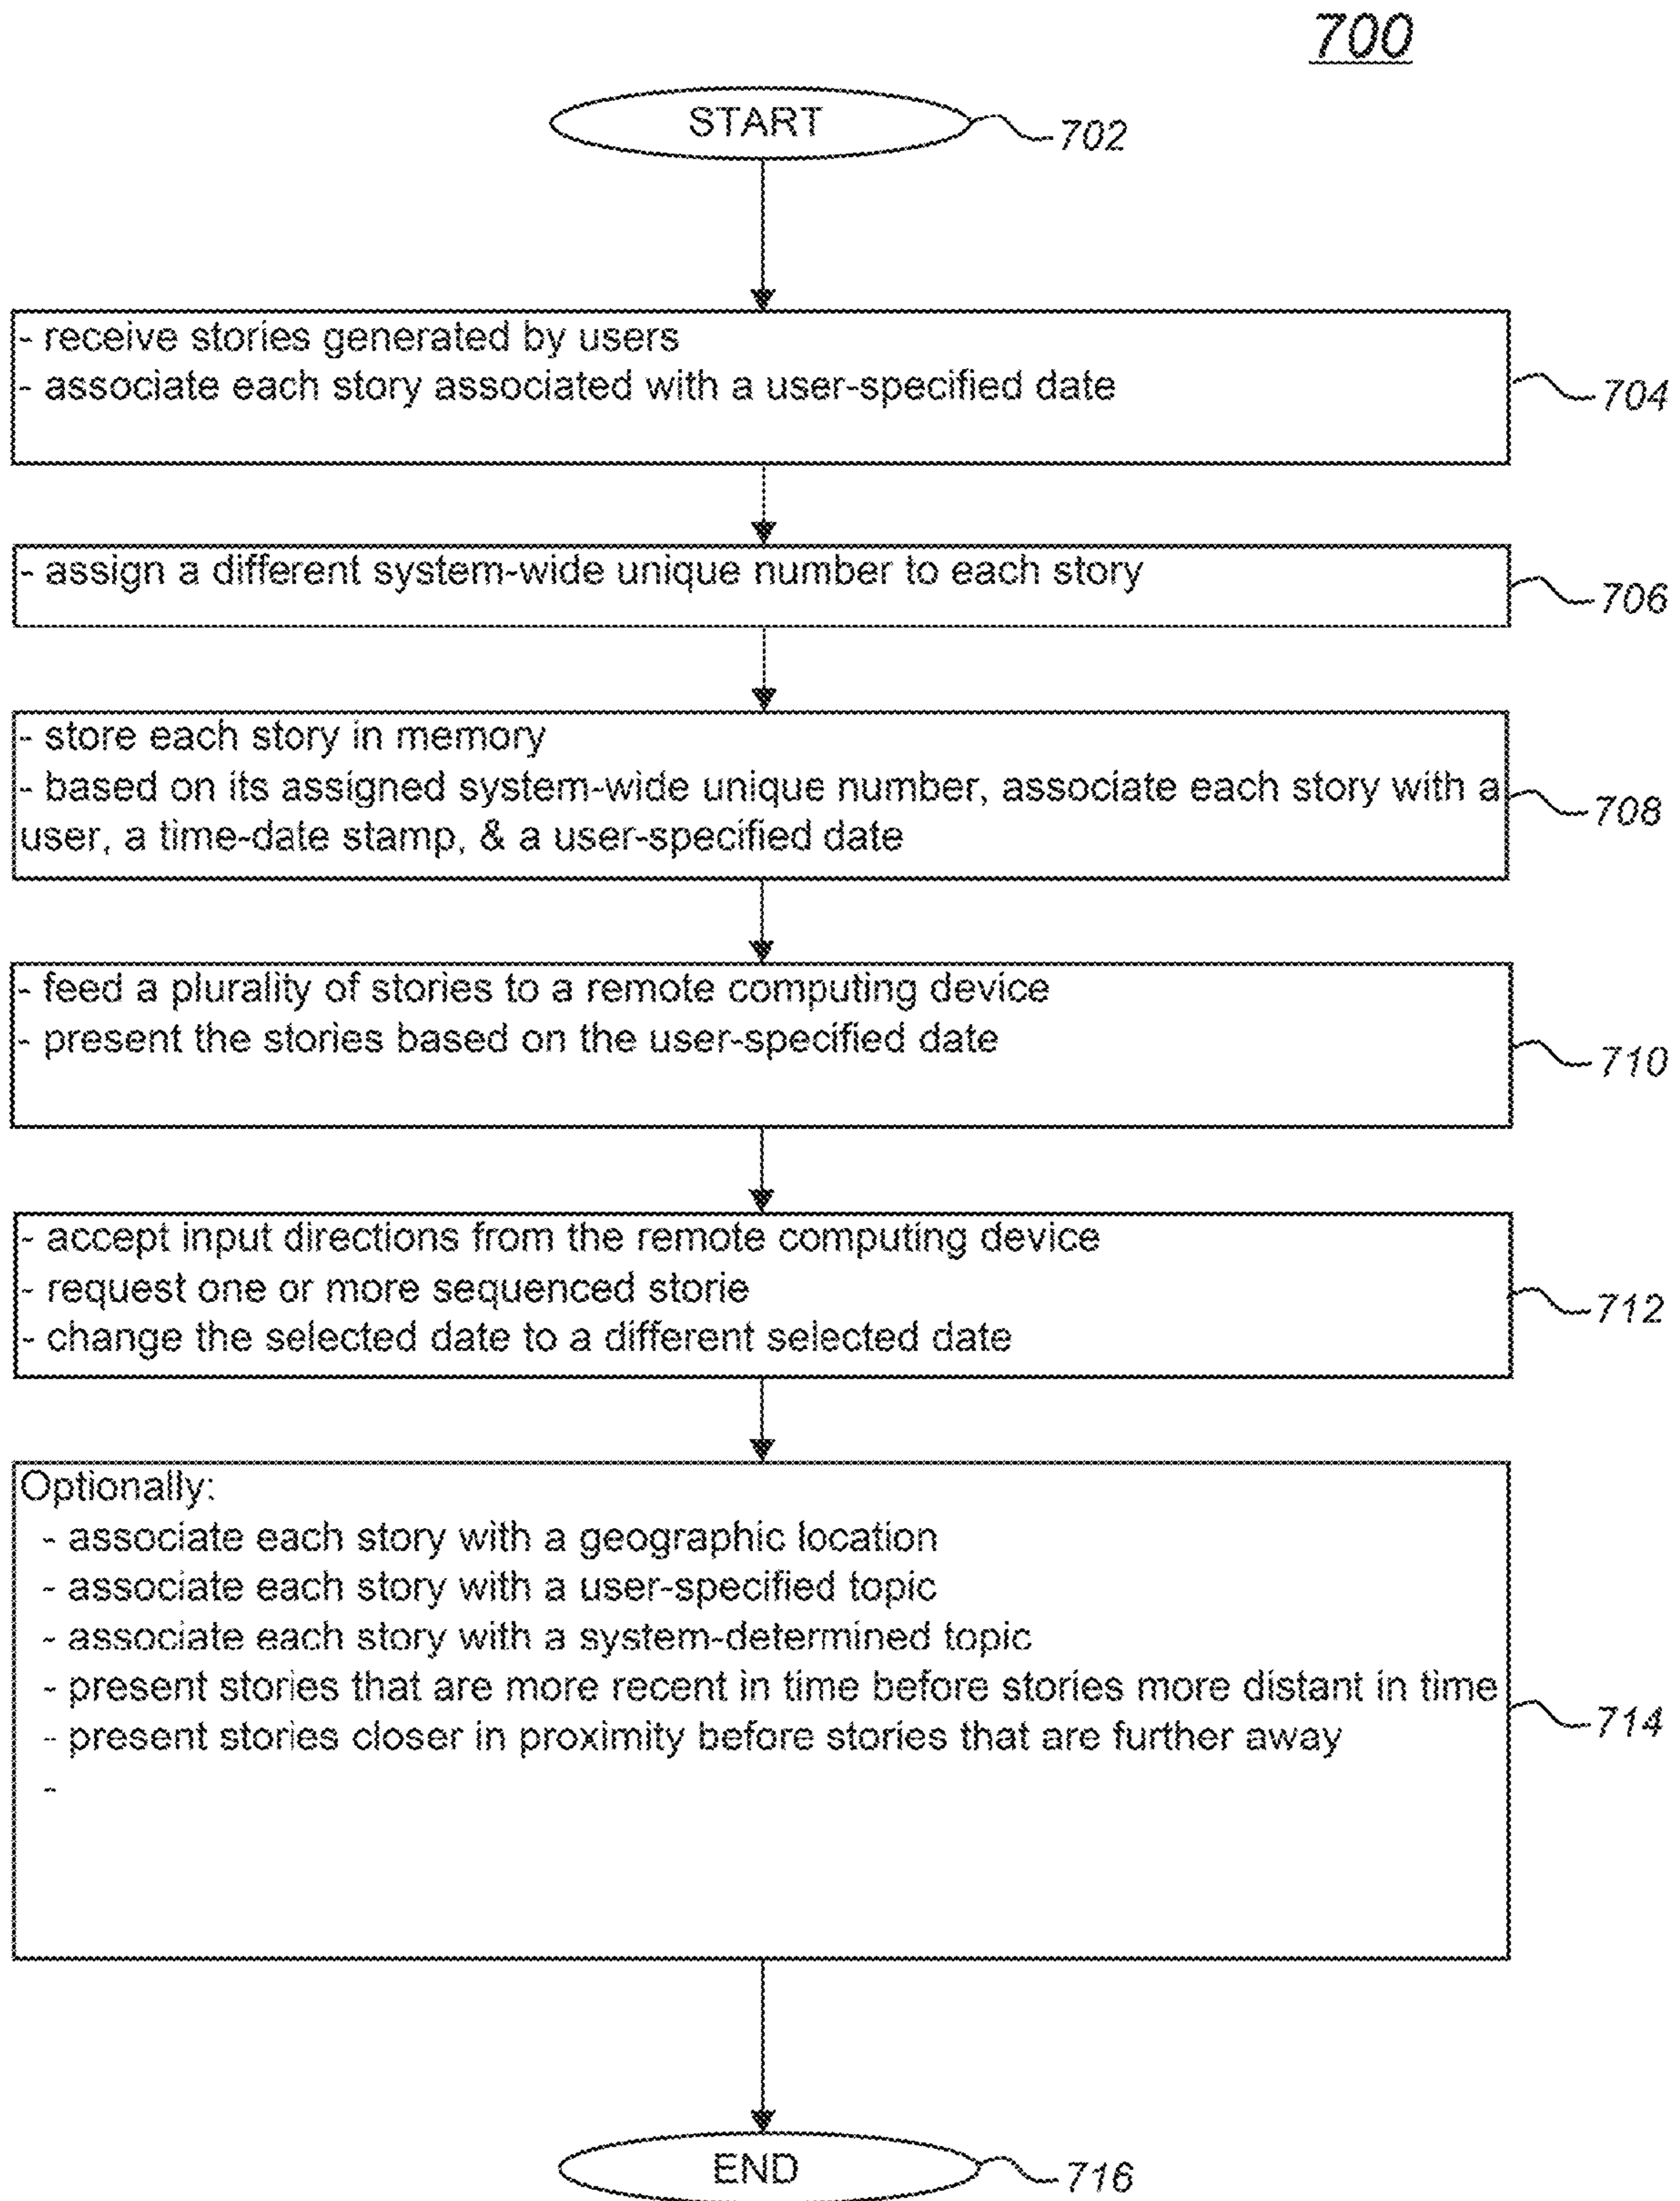 700
START
702
- receive stories generated by users
- associate each story associated with a user-specified date
704
- assign a different system-wide unique number to each story
706
- store each story in memory
- based on its assigned system-wide unique number, associate each story with a
user, a time-date stamp, & a user-specified date
708
- feed a plurality of stories to a remote computing device
- present the stories based on the user-specified date
710
- accept input directions from the remote computing device
- request one or more sequenced storie
- change the selected date to a different selected date
712
Optionally:
- associate each story with a geographic location
- associate each story with a user-specified topic
- associate each story with a system-determined topic
- present stories that are more recent in time before stories more distant in time
- present stories closer in proximity before stories that are further away
-
714
END
716